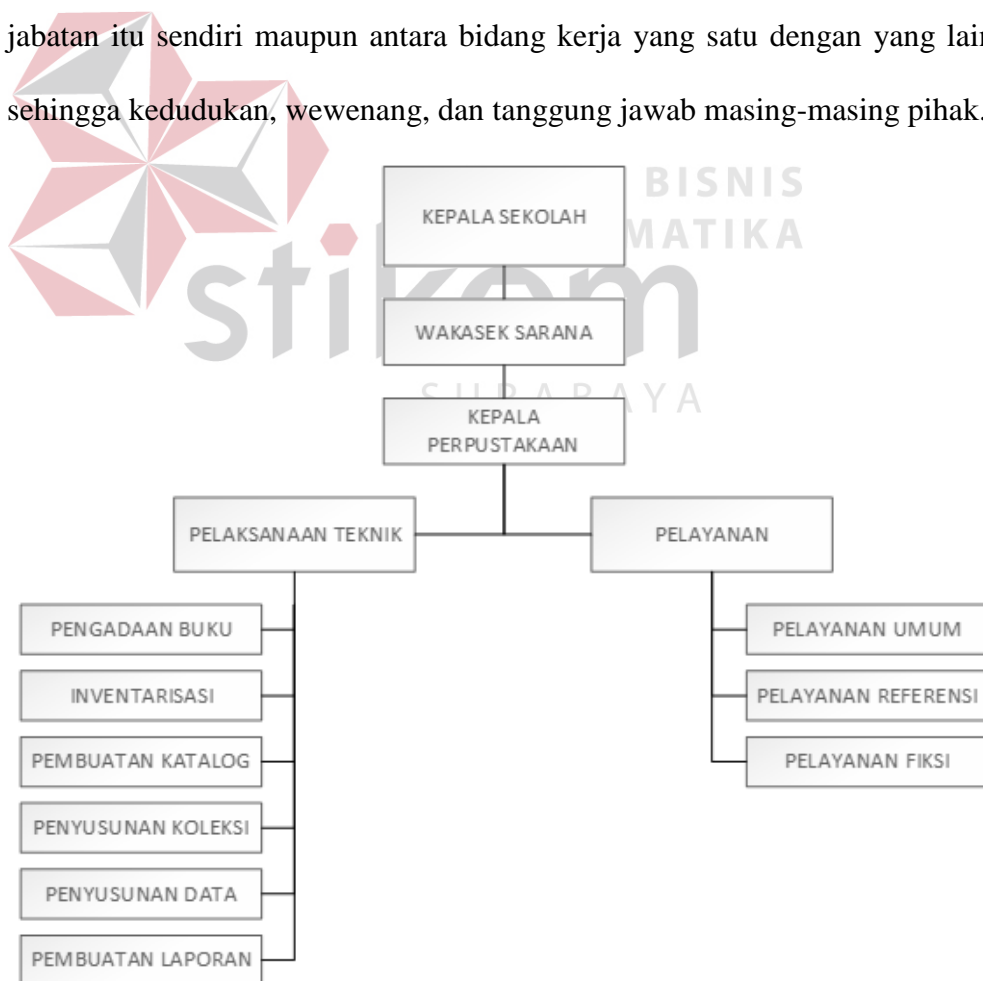 jabatan itu sendiri maupun antara bidang kerja yang satu dengan yang lain
sehingga kedudukan, wewenang, dan tanggung jawab masing-masing pihak.
BISNIS
MATIKA
stikom
SURABAYA
KEPALA SEKOLAH
WAKASEK SARANA
KEPALA
PERPUSTAKAAN
PELAKSANAAN TEKNIK
PELAYANAN
PENGADAAN BUKU
INVENTARISASI
PEMBUATAN KATALOG
PENYUSUNAN KOLEKSI
PENYUSUNAN DATA
PEMBUATAN LAPORAN
PELAYANAN UMUM
PELAYANAN REFERENSI
PELAYANAN FIKSI